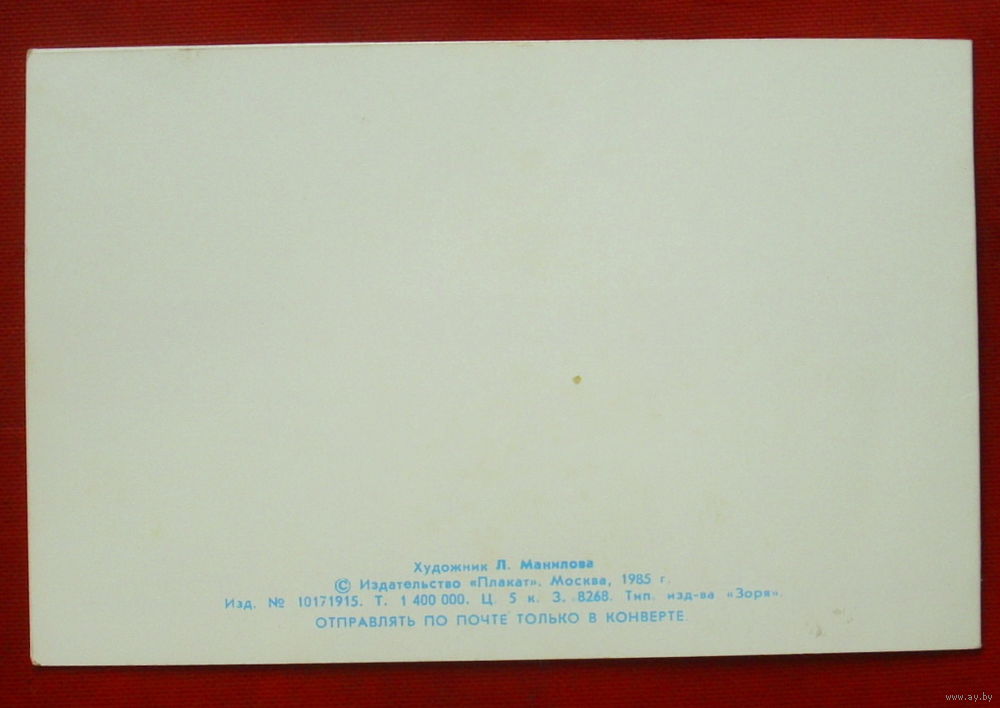 Художник Л. Манилова
© Издательство «Плакат». Москва, 1985 г.
Изд. № 10171915. Т. 1 400 000. Ц. 5 к. З. 8268. Тип. изд-ва «Зоря».
ОТПРАВЛЯТЬ ПО ПОЧТЕ ТОЛЬКО В КОНВЕРТЕ.
www.ay.by